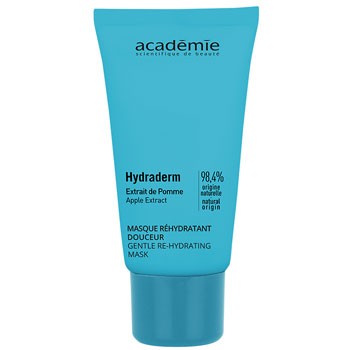 académie
scientifique de beauté
Hydraderm
Extrait de Pomme
Apple Extract
98,4%
origine
naturelle
natural
origin
MASQUE RÉHYDRATANT
DOUCEUR
GENTLE RE-HYDRATING
MASK